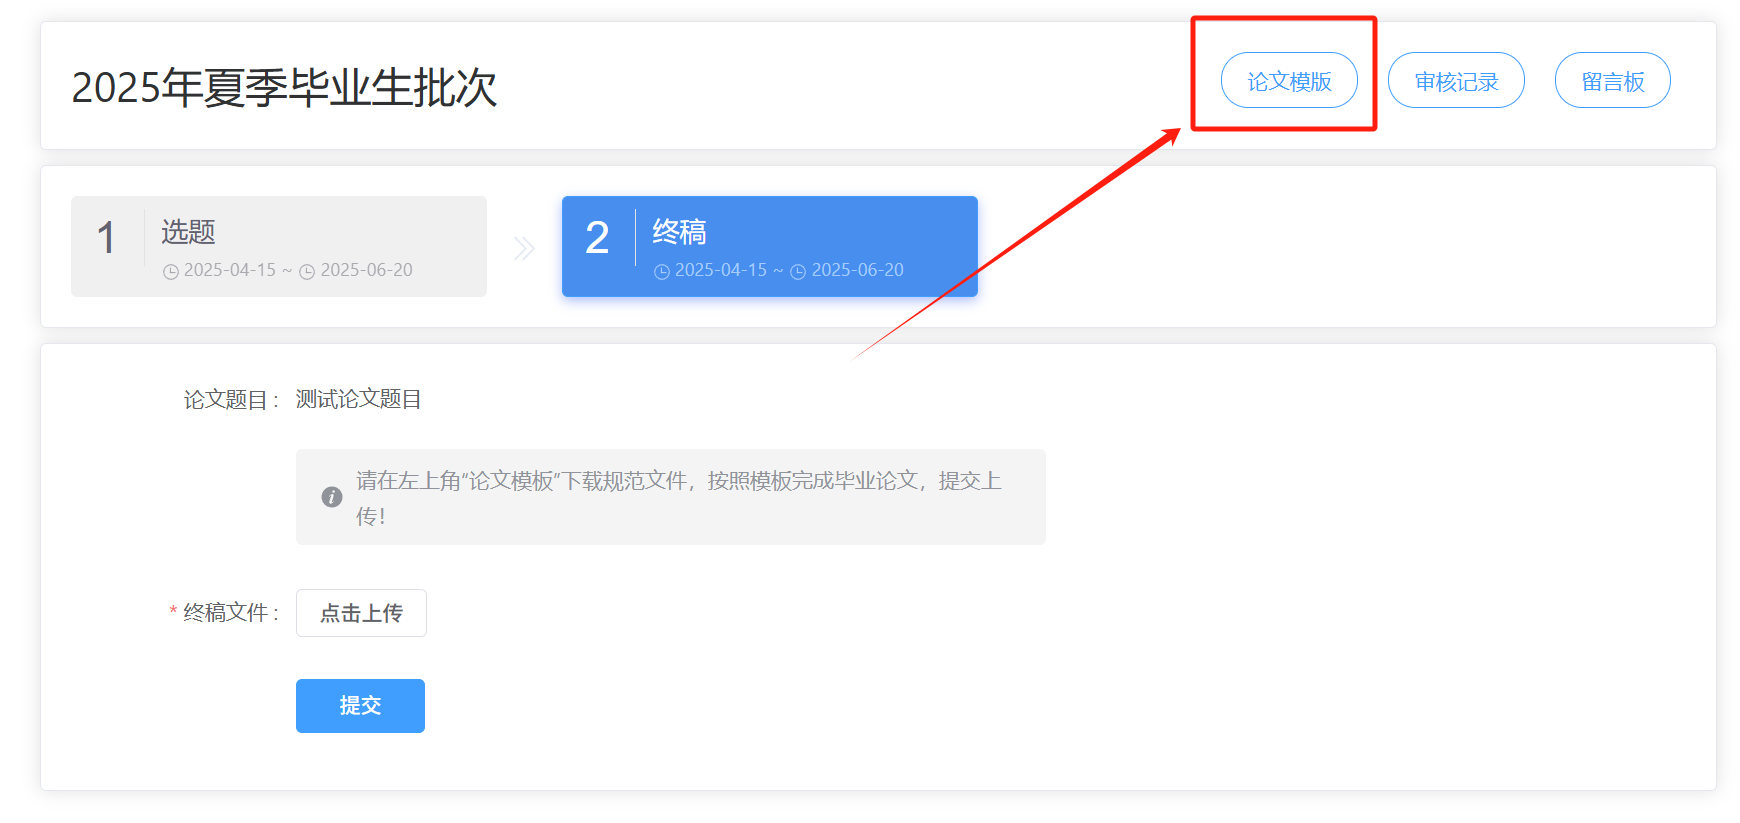 2025年夏季毕业生批次
论文模版
审核记录
留言板
1 选题
2025-04-15 ~ 2025-06-20
2 终稿
2025-04-15 ~ 2025-06-20
论文题目： 测试论文题目
请在左上角“论文模板”下载规范文件，按照模板完成毕业论文，提交上
传！
* 终稿文件： 点击上传
提交